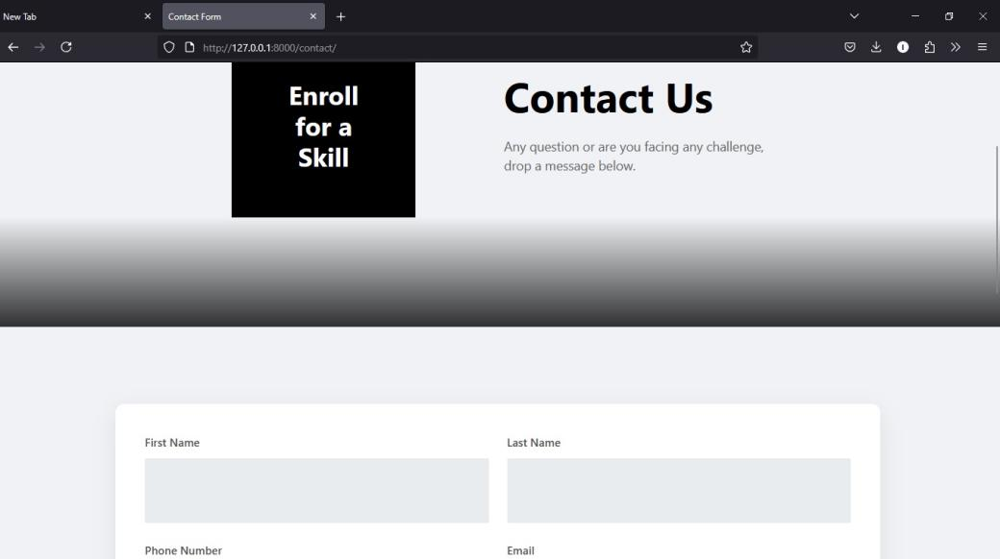 New Tab
Contact Form
http://127.0.0.1:8000/contact/
Enroll
for a
Skill
Contact Us
Any question or are you facing any challenge,
drop a message below.
First Name
Last Name
Phone Number
Email